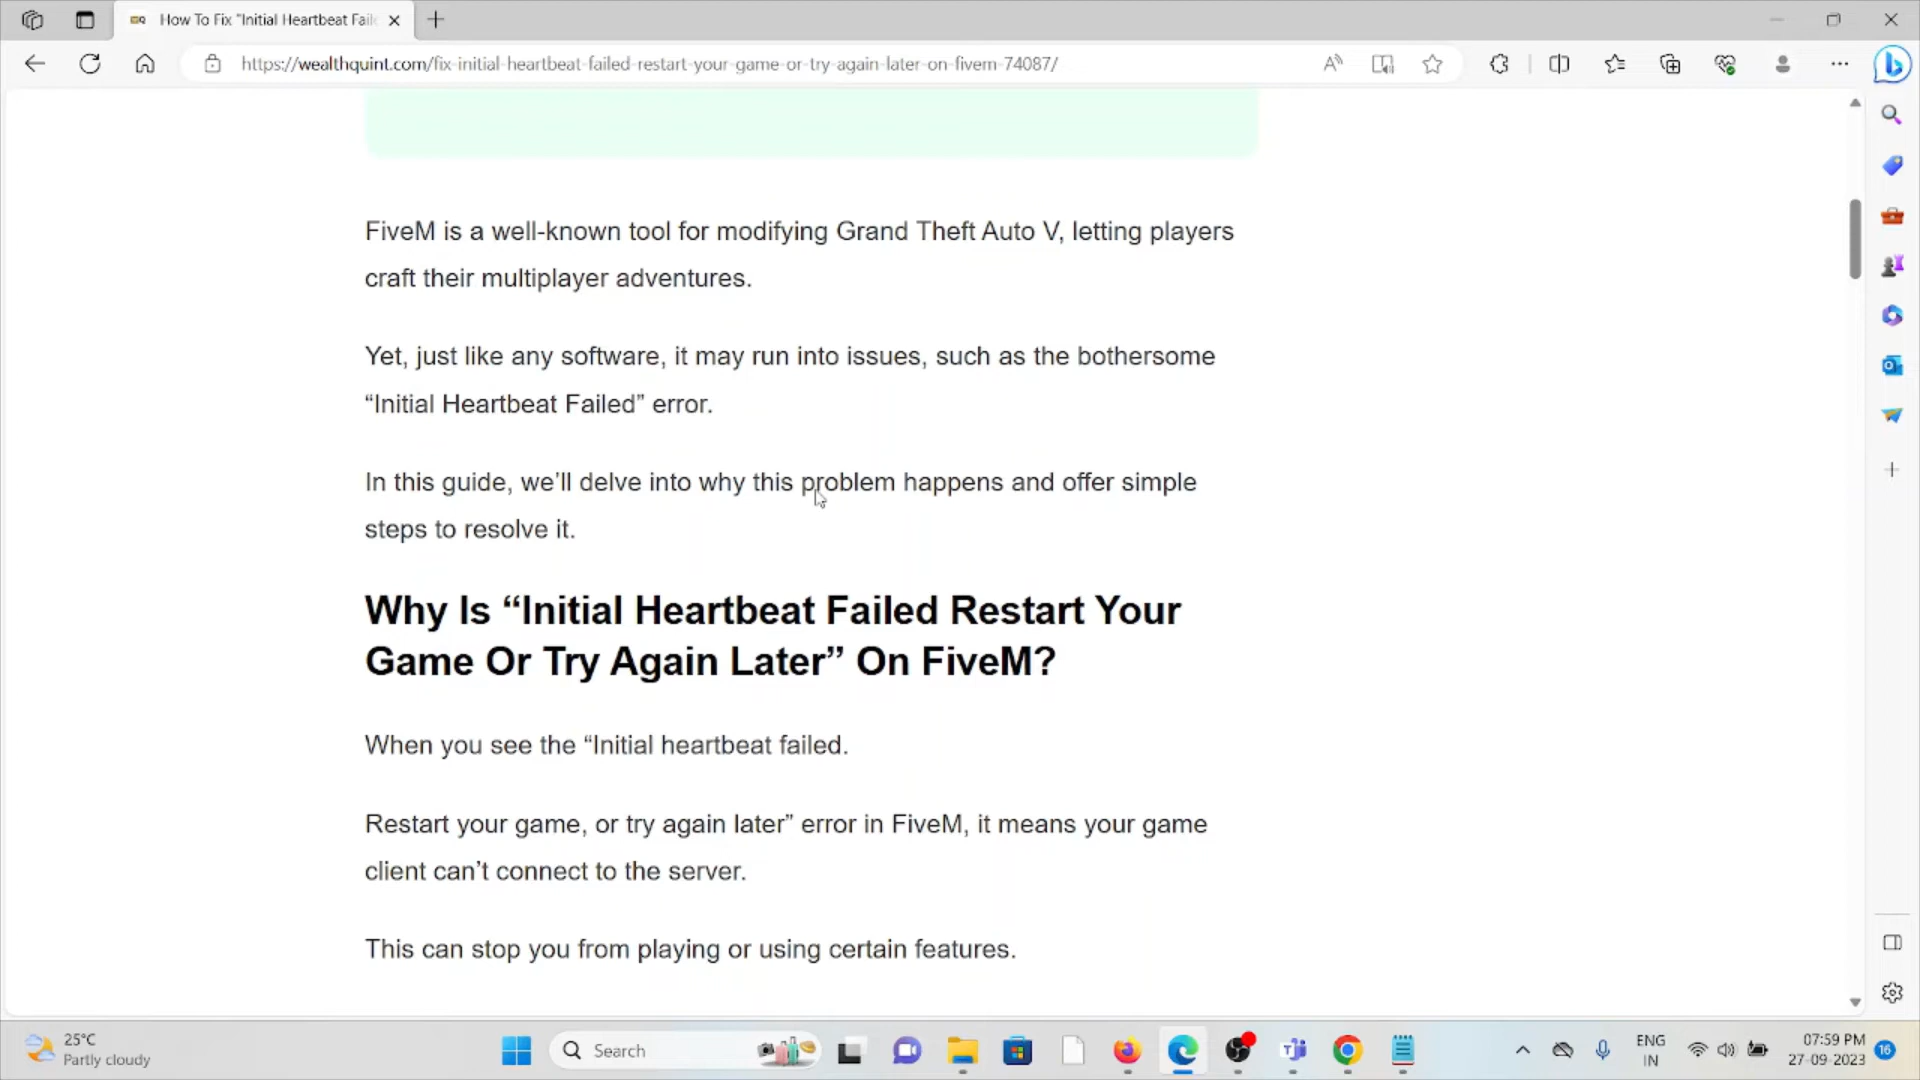 How To Fix "Initial Heartbeat Faile
https://wealthquint.com/fix-initial-heartbeat-failed-restart-your-game-or-try-again-later-on-fivem-74087/
FiveM is a well-known tool for modifying Grand Theft Auto V, letting players
craft their multiplayer adventures.
Yet, just like any software, it may run into issues, such as the bothersome
“Initial Heartbeat Failed” error.
In this guide, we’ll delve into why this problem happens and offer simple
steps to resolve it.
Why Is “Initial Heartbeat Failed Restart Your
Game Or Try Again Later” On FiveM?
When you see the “Initial heartbeat failed.
Restart your game, or try again later” error in FiveM, it means your game
client can’t connect to the server.
This can stop you from playing or using certain features.
25°C
Partly cloudy
Search
ENG
IN
07:59 PM
27-09-2023
16